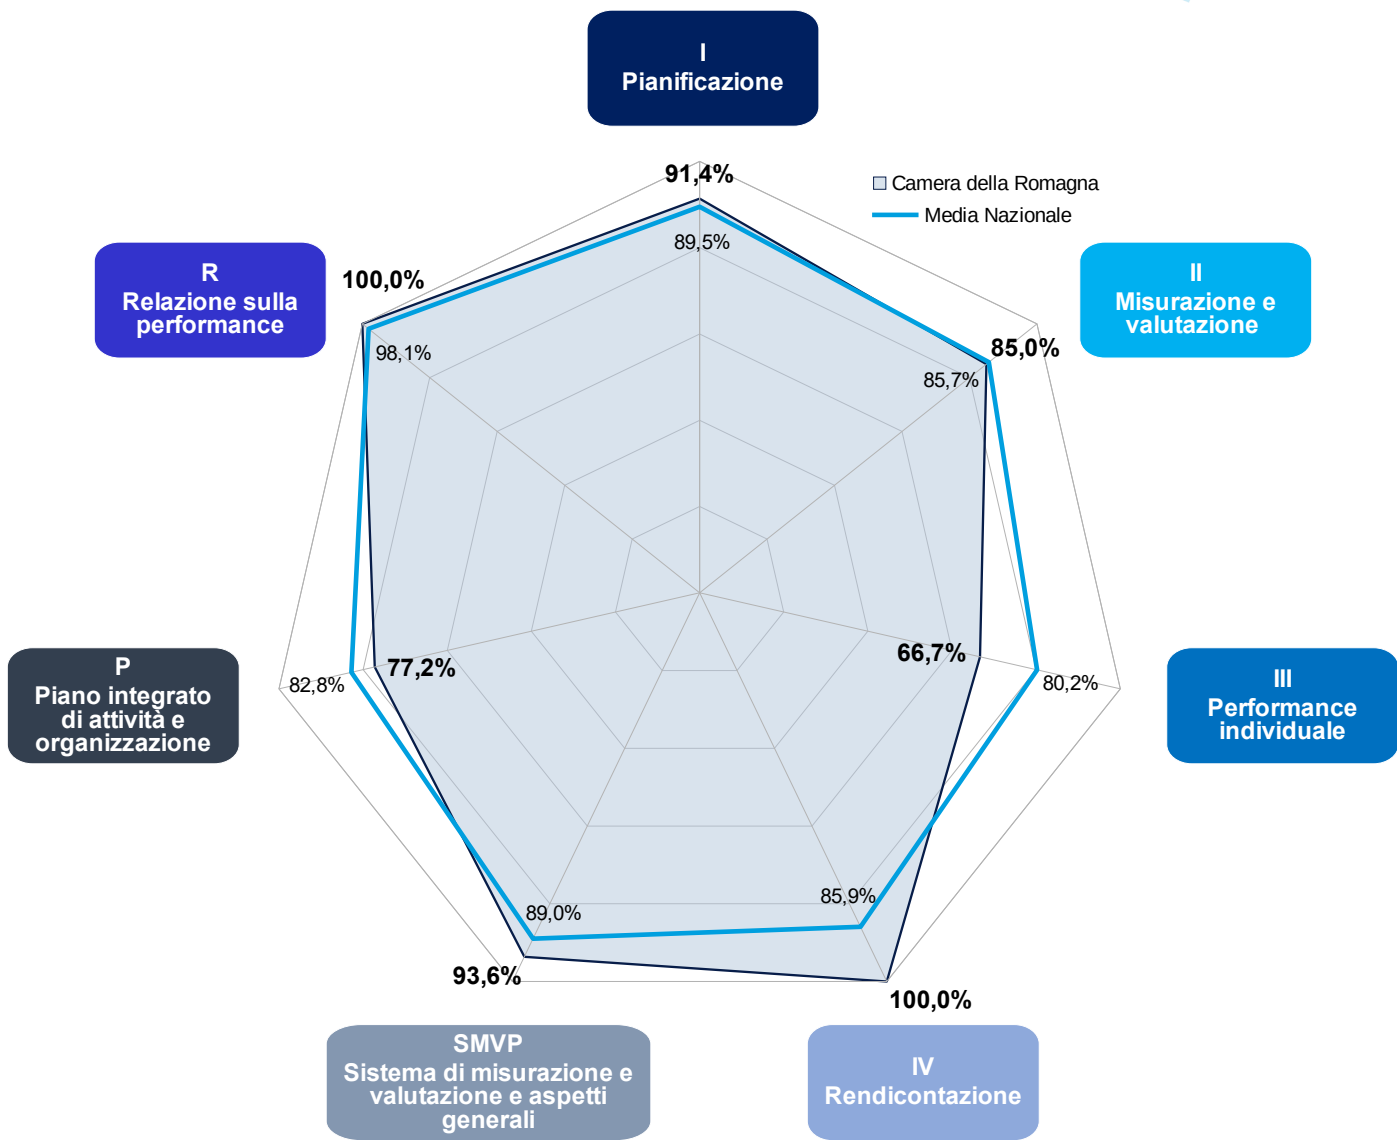 I
Pianificazione
91,4%
89,5%
Camera della Romagna
Media Nazionale
R
Relazione sulla
performance
100,0%
98,1%
II
Misurazione e
valutazione
85,0%
85,7%
P
Piano integrato
di attività e
organizzazione
82,8%
77,2%
66,7%
80,2%
III
Performance
individuale
89,0%
93,6%
85,9%
100,0%
SMVP
Sistema di misurazione e
valutazione e aspetti
generali
IV
Rendicontazione